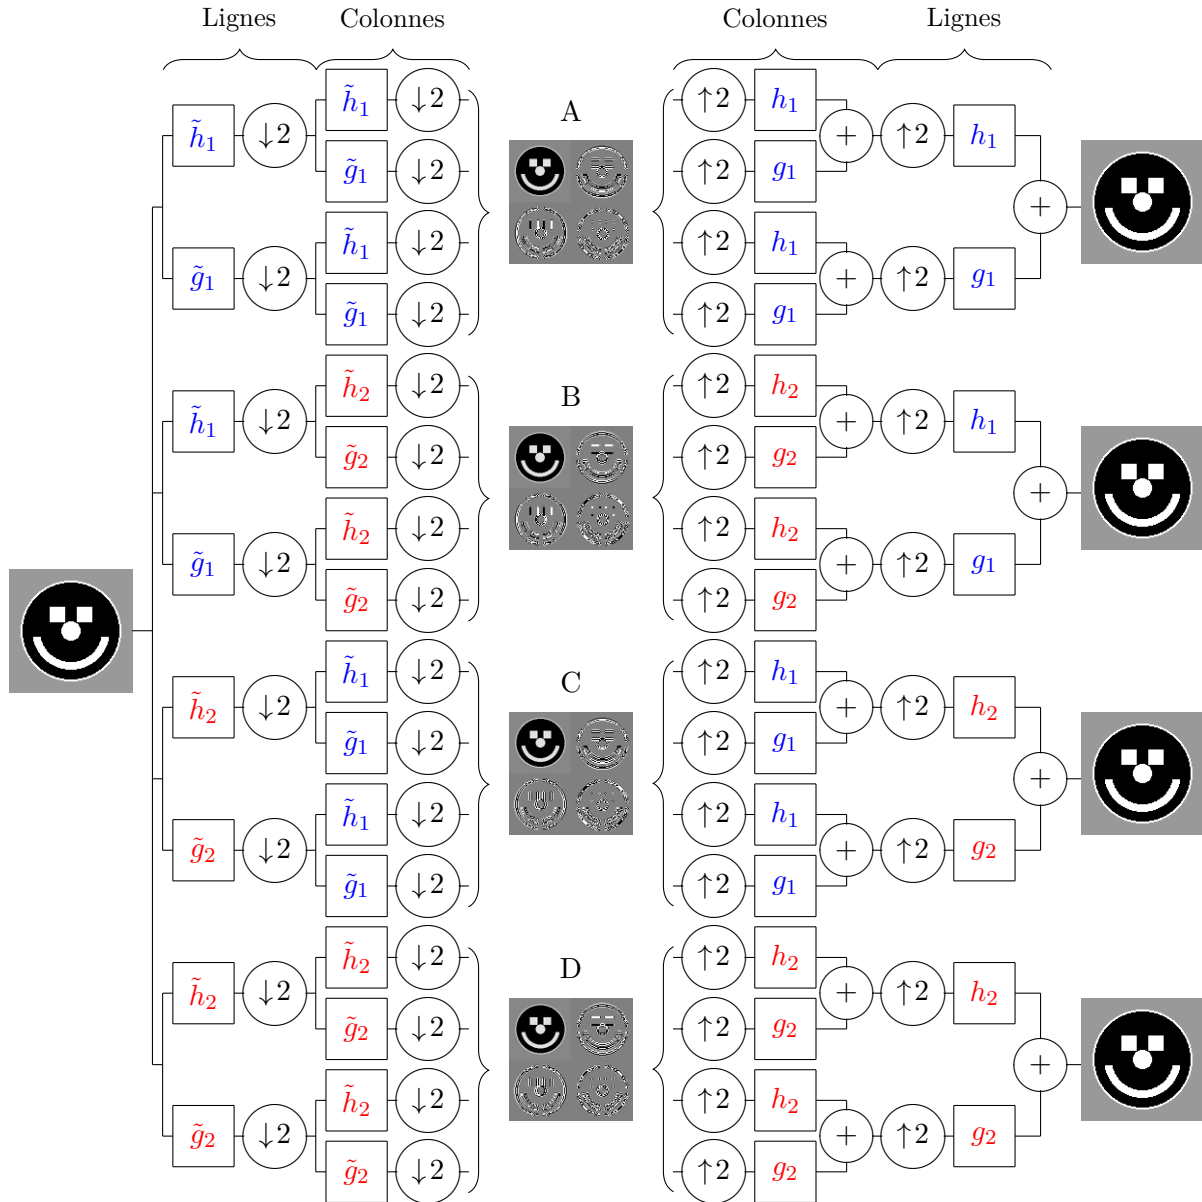 Lignes Colonnes Colonnes Lignes
h̃₁ ↓2 h̃₁ ↓2 A ↑2 h₁ + ↑2 h₁
g̃₁ ↓2 ↑2 g₁ +
g̃₁ ↓2 h̃₁ ↓2 ↑2 h₁ + ↑2 g₁
g̃₁ ↓2 ↑2 g₁
h̃₁ ↓2 h̃₂ ↓2 B ↑2 h₂ + ↑2 h₁
g̃₂ ↓2 ↑2 g₂ +
g̃₁ ↓2 h̃₂ ↓2 ↑2 h₂ + ↑2 g₁
g̃₂ ↓2 ↑2 g₂
h̃₂ ↓2 h̃₁ ↓2 C ↑2 h₁ + ↑2 h₂
g̃₁ ↓2 ↑2 g₁ +
g̃₂ ↓2 h̃₁ ↓2 ↑2 h₁ + ↑2 g₂
g̃₁ ↓2 ↑2 g₁
h̃₂ ↓2 h̃₂ ↓2 D ↑2 h₂ + ↑2 h₂
g̃₂ ↓2 ↑2 g₂ +
g̃₂ ↓2 h̃₂ ↓2 ↑2 h₂ + ↑2 g₂
g̃₂ ↓2 ↑2 g₂